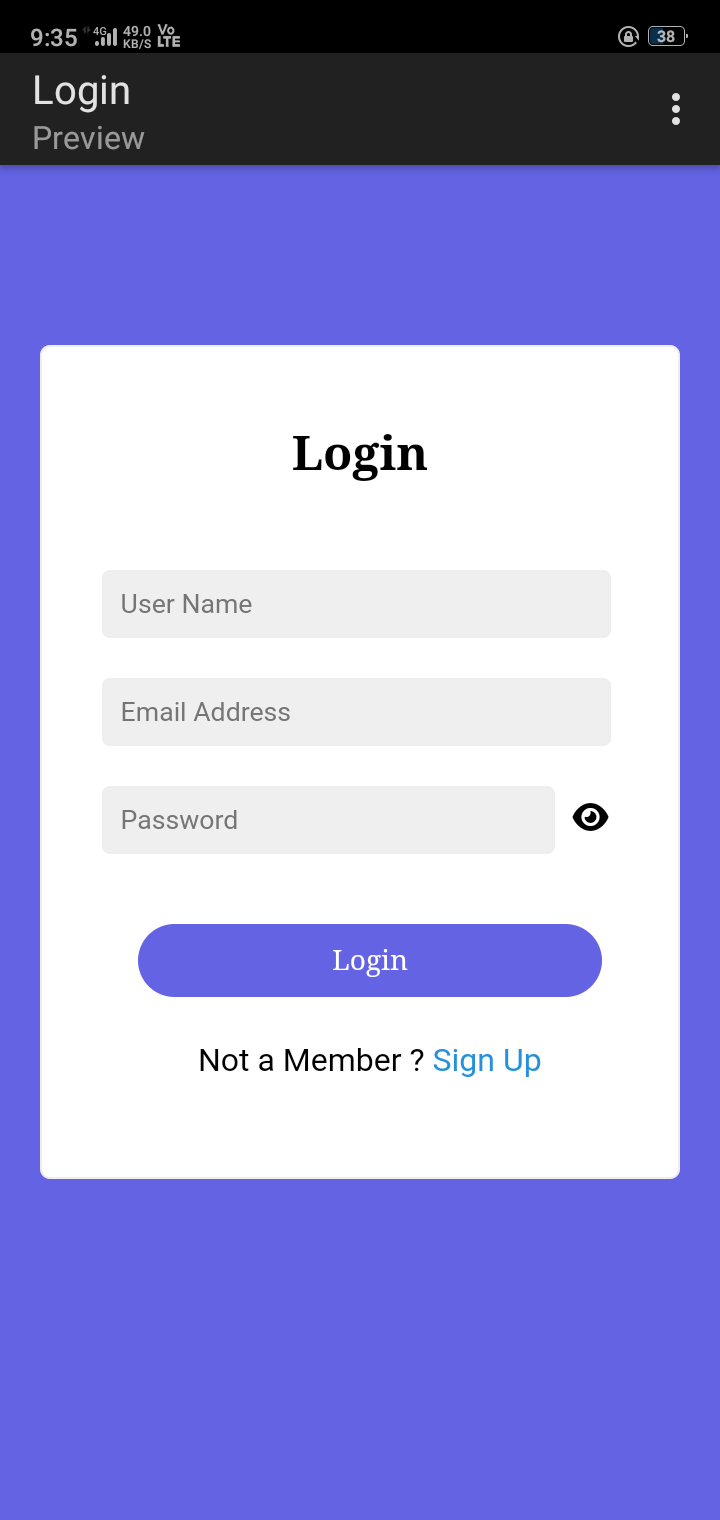 9:35 4G 49.0 KB/S Vo LTE 38
Login
Preview
Login
User Name
Email Address
Password
Login
Not a Member ? Sign Up